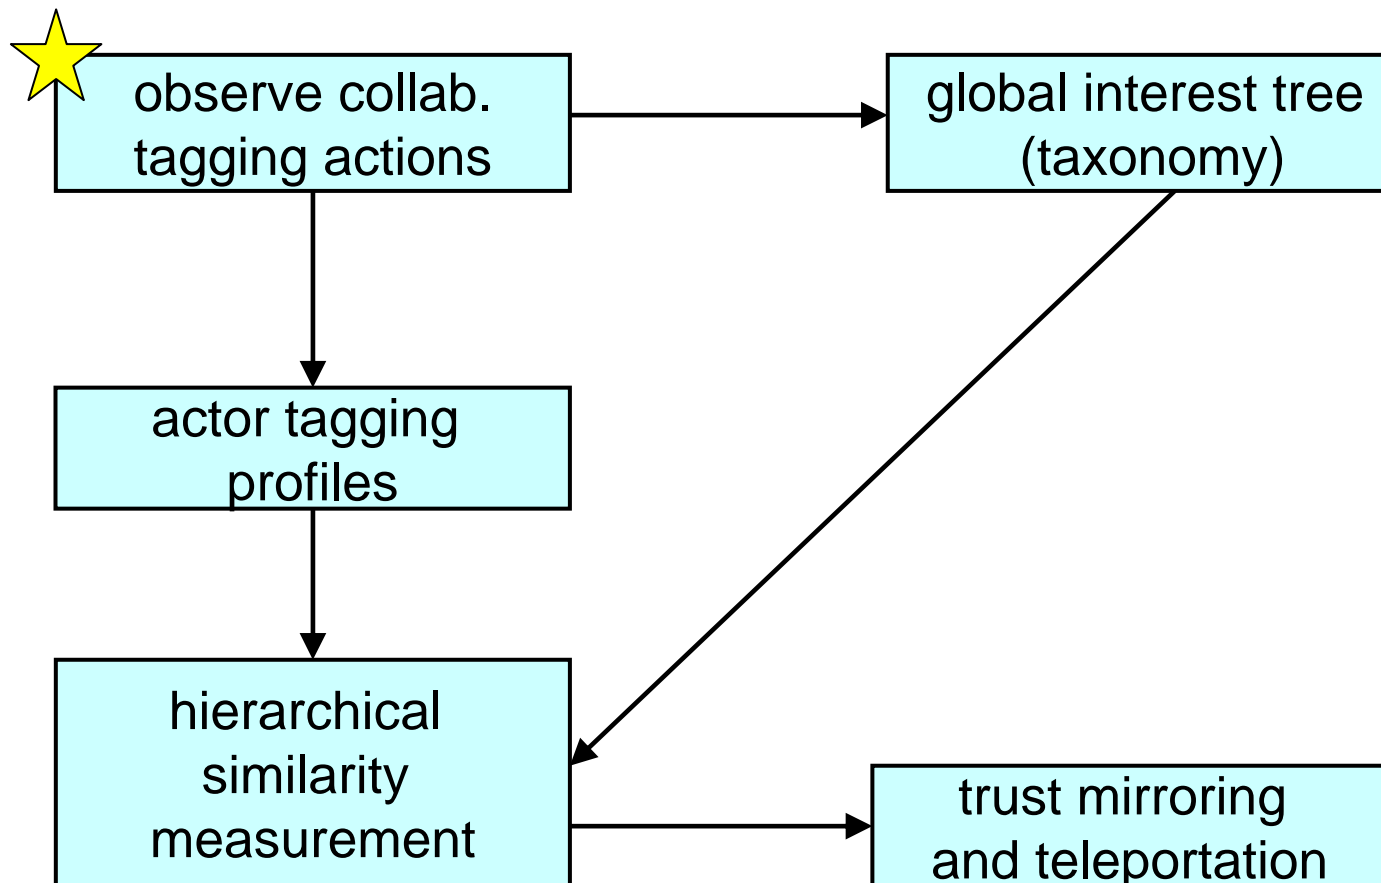 observe collab.
tagging actions
global interest tree
(taxonomy)
actor tagging
profiles
hierarchical
similarity
measurement
trust mirroring
and teleportation